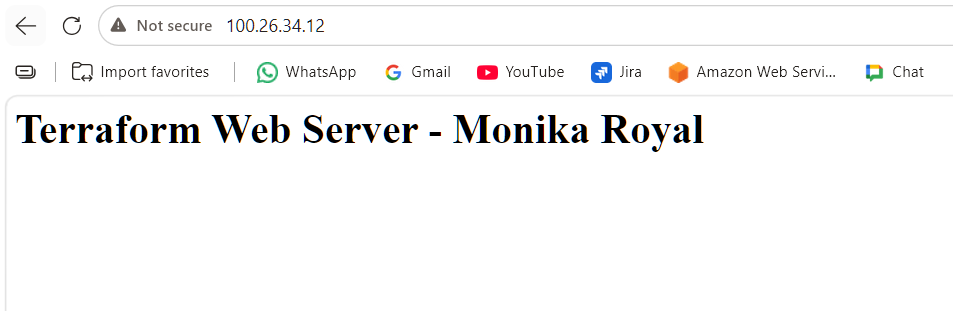 Not secure 100.26.34.12
Import favorites WhatsApp Gmail YouTube Jira Amazon Web Servi... Chat
Terraform Web Server - Monika Royal